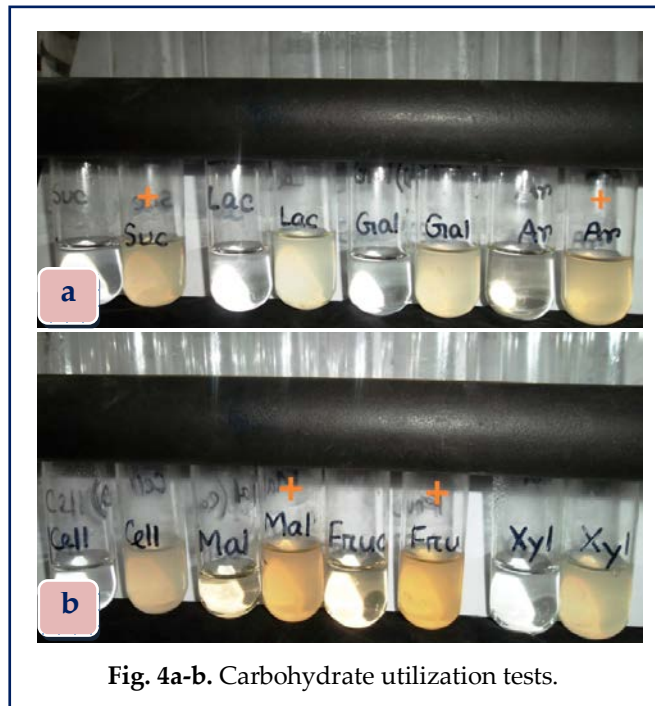 Suc
+
Suc
Lac
Lac
Gal
Gal
Ar
Ar
+
Ar
a
Cell
Cell
Mal
+
Mal
Fruc
+
Fru
Xyl
Xyl
b
Fig. 4a-b. Carbohydrate utilization tests.